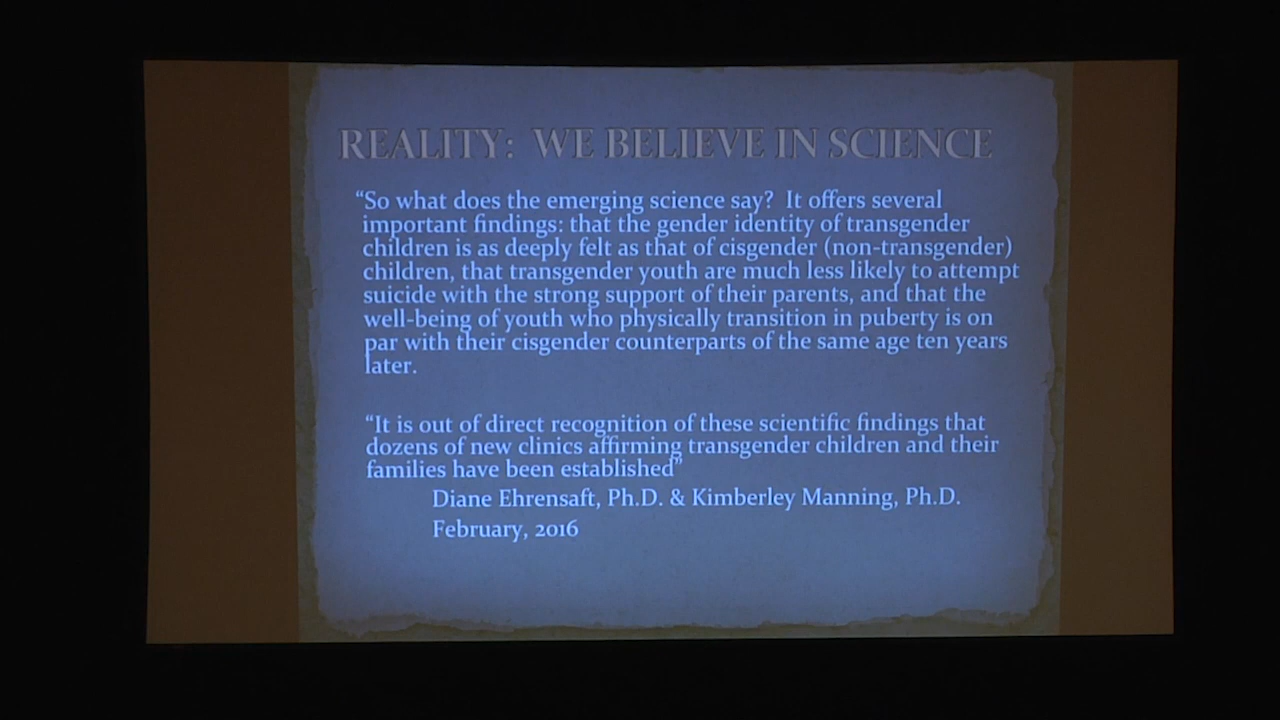 REALITY: WE BELIEVE IN SCIENCE
“So what does the emerging science say? It offers several
important findings: that the gender identity of transgender
children is as deeply felt as that of cisgender (non-transgender)
children, that transgender youth are much less likely to attempt
suicide with the strong support of their parents, and that the
well-being of youth who physically transition in puberty is on
par with their cisgender counterparts of the same age ten years
later.
“It is out of direct recognition of these scientific findings that
dozens of new clinics affirming transgender children and their
families have been established”
Diane Ehrensaft, Ph.D. & Kimberley Manning, Ph.D.
February, 2016